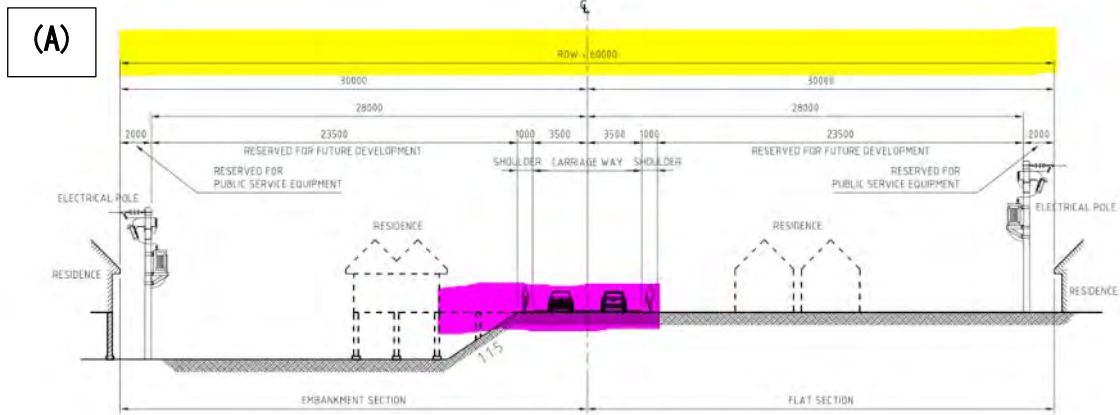 (A)
℄
ROW = 60000
30000 30000
28000 28000
2000 23500 1000 3500 3500 1000 23500 2000
RESERVED FOR FUTURE DEVELOPMENT SHOULDER CARRIAGE WAY SHOULDER RESERVED FOR FUTURE DEVELOPMENT
RESERVED FOR
PUBLIC SERVICE EQUIPMENT
RESERVED FOR
PUBLIC SERVICE EQUIPMENT
ELECTRICAL POLE
ELECTRICAL POLE
RESIDENCE
RESIDENCE
RESIDENCE
RESIDENCE
1:1.5
EMBANKMENT SECTION FLAT SECTION